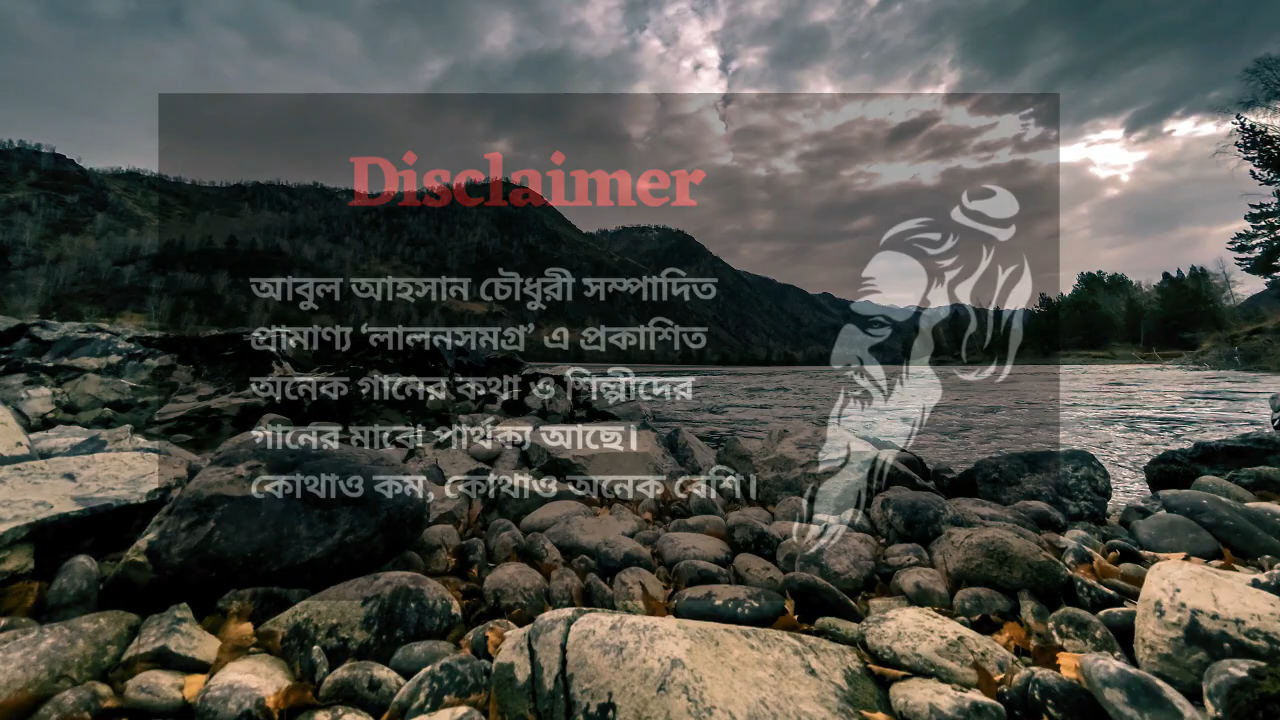 Disclaimer
আবুল আহসান চৌধুরী সম্পাদিত
প্রামাণ্য ‘লালনসমগ্র’ এ প্রকাশিত
অনেক গানের কথা ও শিল্পীদের
গানের মাঝে পার্থক্য আছে।
কোথাও কম, কোথাও অনেক বেশি।